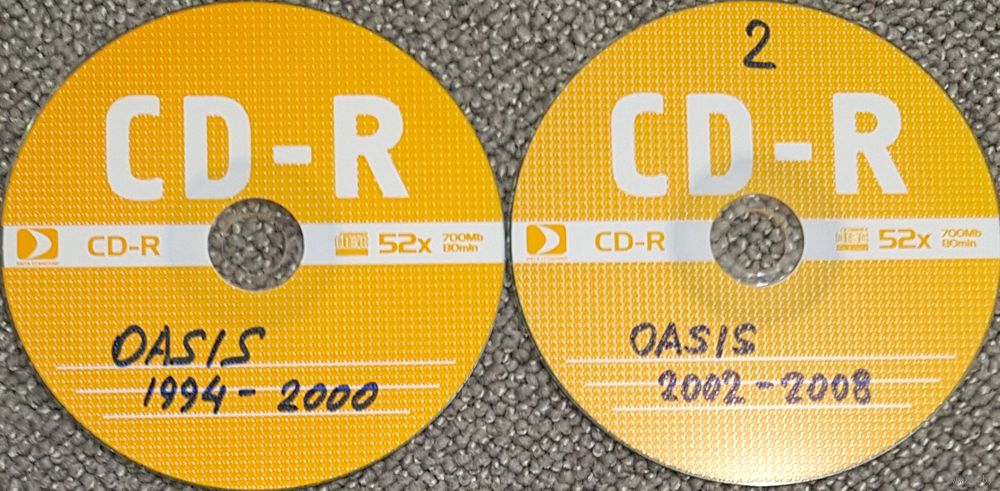 CD-R
CD-R
52x
700Mb
80min
OASIS
1994-2000
2
CD-R
CD-R
52x
700Mb
80min
OASIS
2002-2008